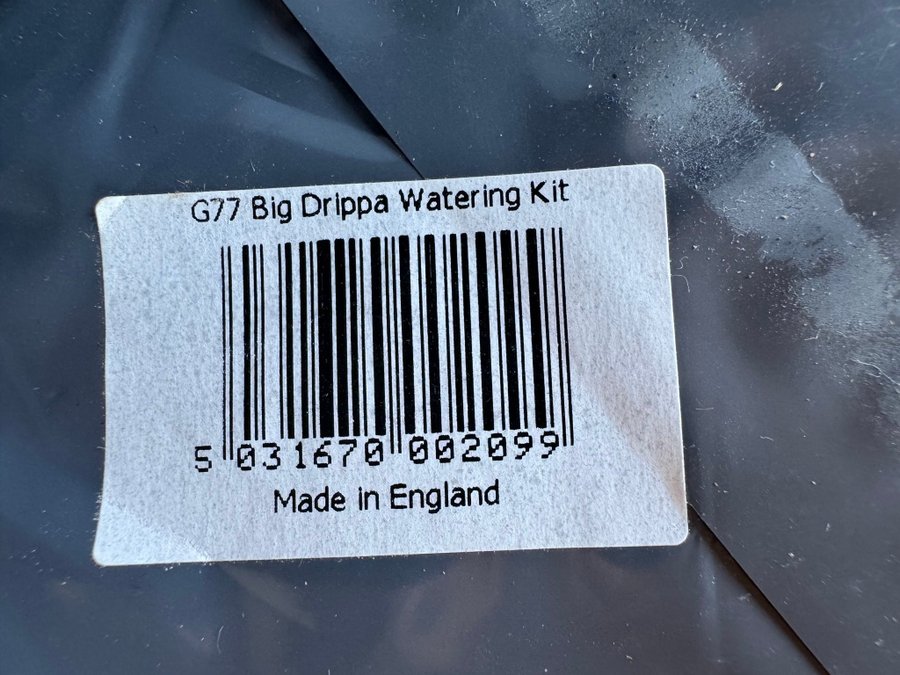 G77 Big Drippa Watering Kit
5 031670 002099
Made in England